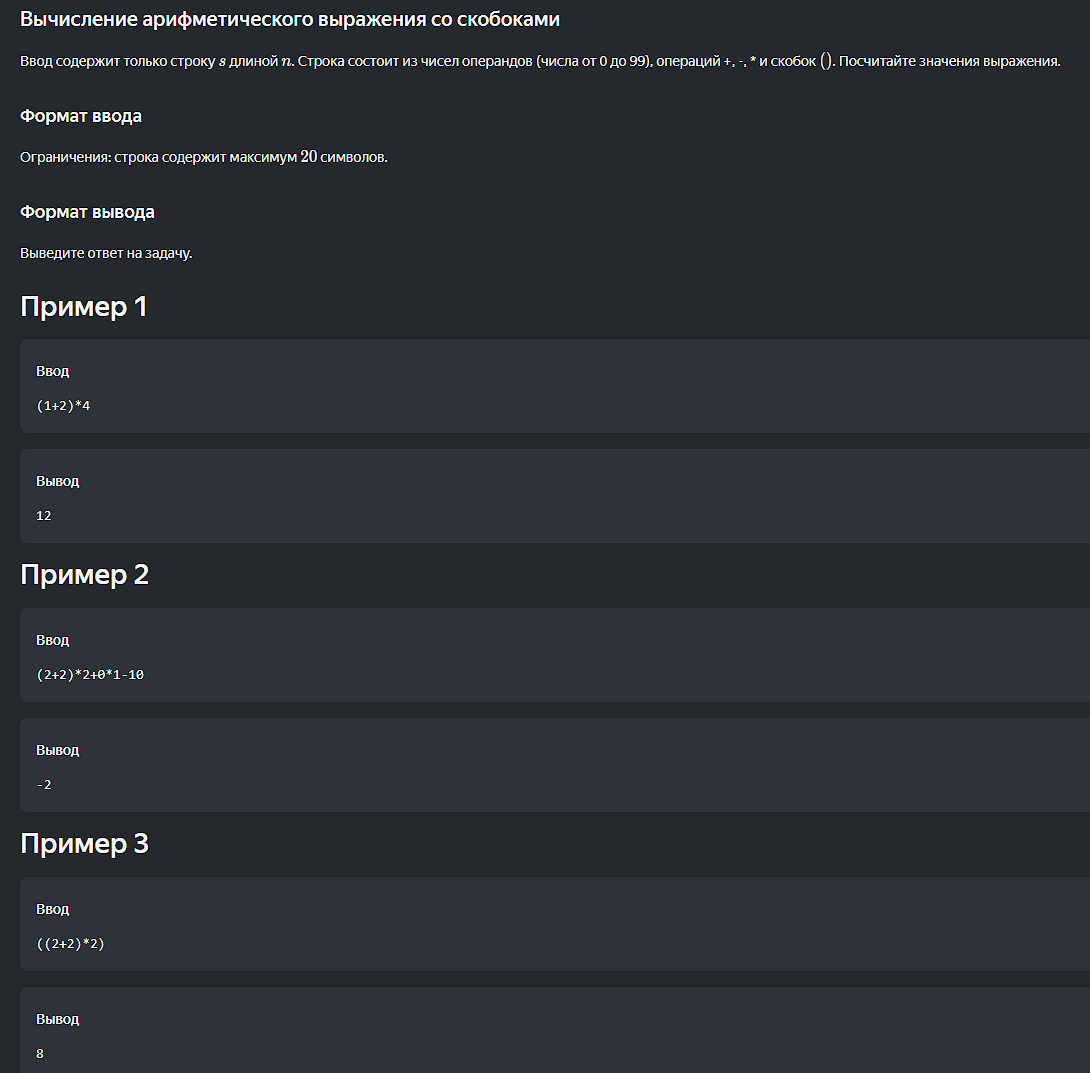 Вычисление арифметического выражения со скобоками
Ввод содержит только строку s длиной n. Строка состоит из чисел операндов (числа от 0 до 99), операций +, -, * и скобок (). Посчитайте значения выражения.
Формат ввода
Ограничения: строка содержит максимум 20 символов.
Формат вывода
Выведите ответ на задачу.
Пример 1
Ввод
(1+2)*4
Вывод
12
Пример 2
Ввод
(2+2)*2+0*1-10
Вывод
-2
Пример 3
Ввод
((2+2)*2)
Вывод
8